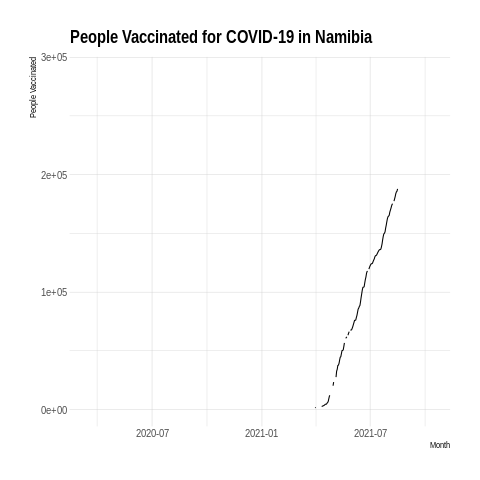 People Vaccinated for COVID-19 in Namibia
People Vaccinated
3e+05
2e+05
1e+05
0e+00
2020-07 2021-01 2021-07
Month